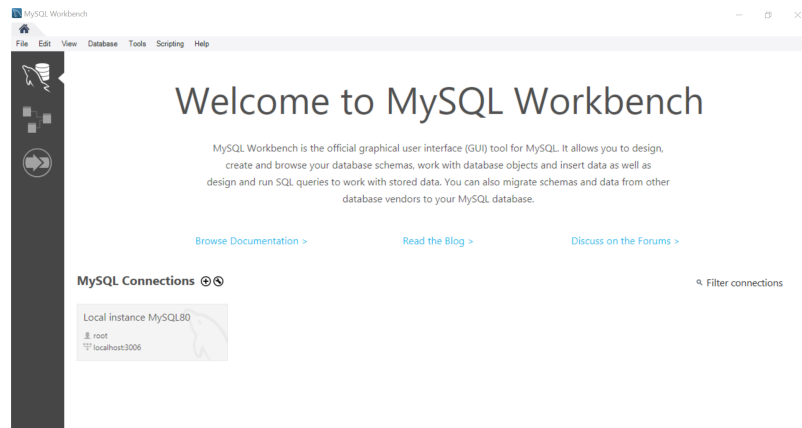 MySQL Workbench
File Edit View Database Tools Scripting Help
Welcome to MySQL Workbench
MySQL Workbench is the official graphical user interface (GUI) tool for MySQL. It allows you to design,
create and browse your database schemas, work with database objects and insert data as well as
design and run SQL queries to work with stored data. You can also migrate schemas and data from other
database vendors to your MySQL database.
Browse Documentation > Read the Blog > Discuss on the Forums >
MySQL Connections Filter connections
Local instance MySQL80
root
localhost:3006